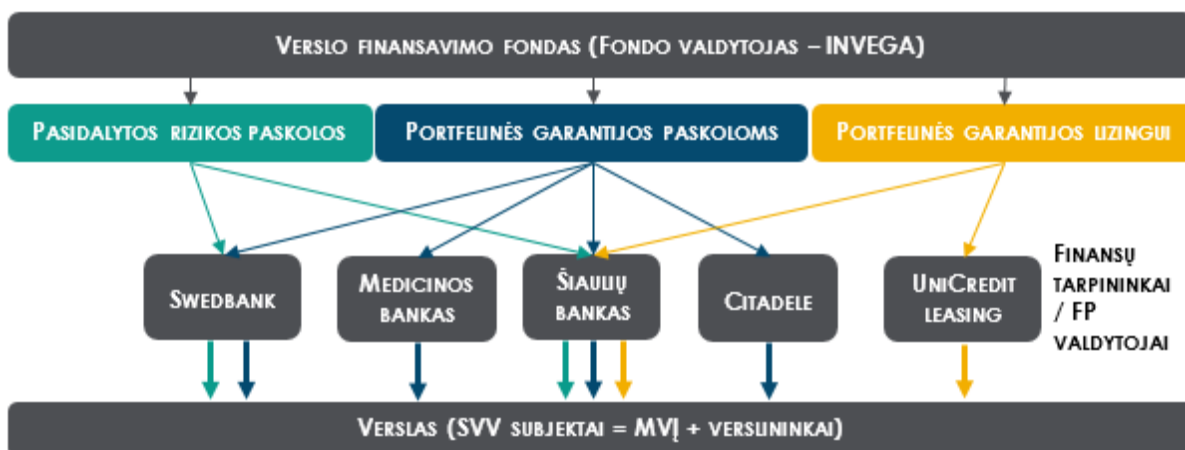 Verslo finansavimo fondas (Fondo valdytojas – INVEGA)
Pasidalytos rizikos paskolos
Portfelinės garantijos paskoloms
Portfelinės garantijos lizingui
Swedbank
Medicinos
bankas
Šiaulių
bankas
Citadele
UniCredit
leasing
Finansų
tarpininkai
/ FP
valdytojai
Verslas (SVV subjektai = MVĮ + verslininkai)